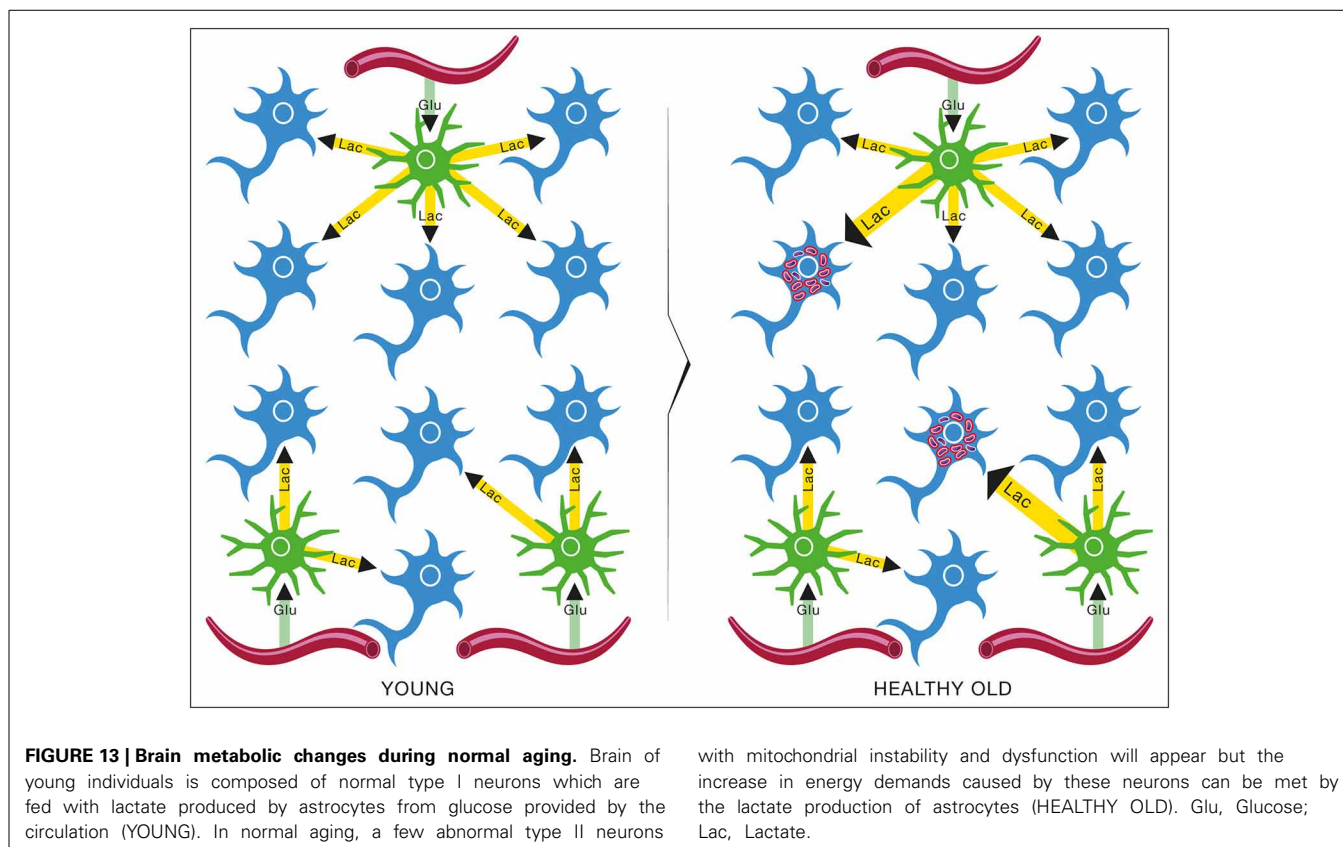 Glu
Lac
Lac
Lac
Lac
Lac
Lac
Lac
Lac
Lac
Glu
Glu
YOUNG
Glu
Lac
Lac
Lac
Lac
Lac
Lac
Lac
Lac
Lac
Glu
Glu
HEALTHY OLD
FIGURE 13 | Brain metabolic changes during normal aging. Brain of
young individuals is composed of normal type I neurons which are
fed with lactate produced by astrocytes from glucose provided by the
circulation (YOUNG). In normal aging, a few abnormal type II neurons
with mitochondrial instability and dysfunction will appear but the
increase in energy demands caused by these neurons can be met by
the lactate production of astrocytes (HEALTHY OLD). Glu, Glucose;
Lac, Lactate.